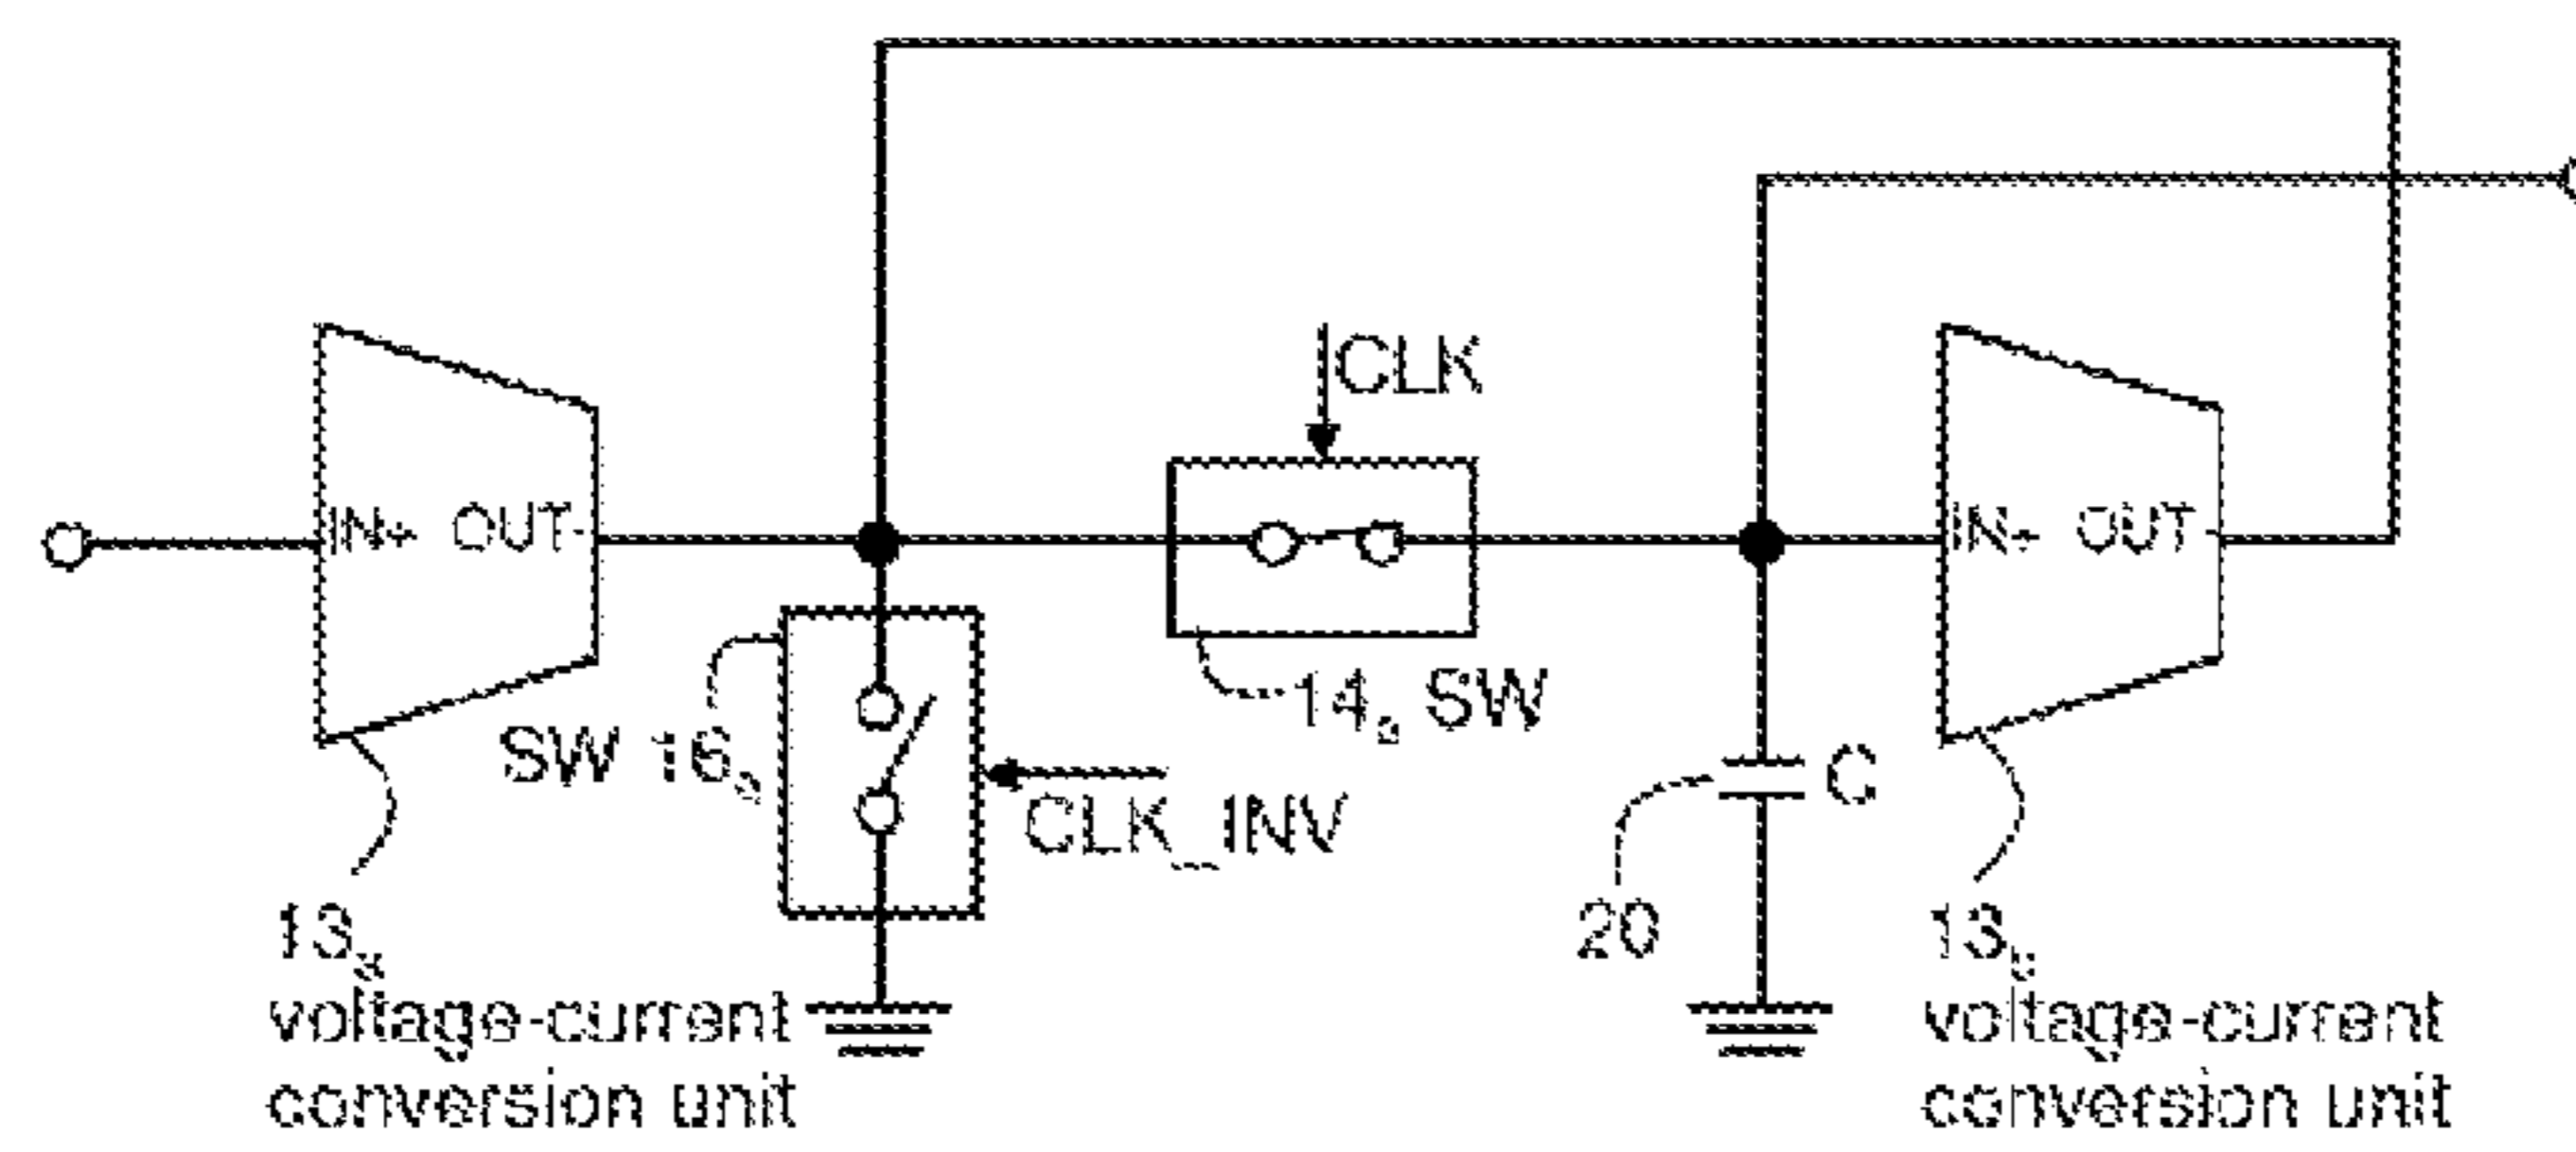 CLK
IN+ OUT-
IN+ OUT-
14a SW
SW 16a
C
CLK_INV
13a
voltage-current
conversion unit
20
13b
voltage-current
conversion unit